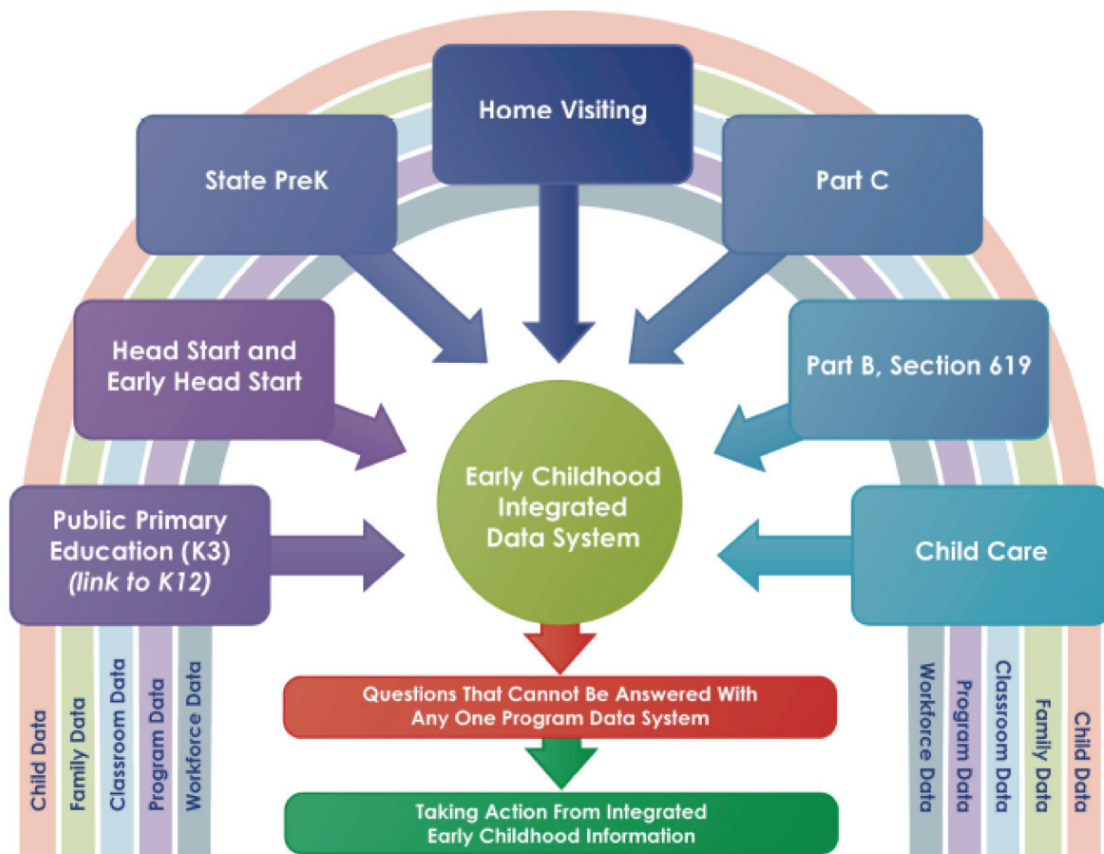 Home Visiting
State PreK
Part C
Head Start and
Early Head Start
Part B, Section 619
Early Childhood
Integrated
Data System
Public Primary
Education (K3)
(link to K12)
Child Care
Questions That Cannot Be Answered With
Any One Program Data System
Taking Action From Integrated
Early Childhood Information
Child Data
Family Data
Classroom Data
Program Data
Workforce Data
Workforce Data
Program Data
Classroom Data
Family Data
Child Data